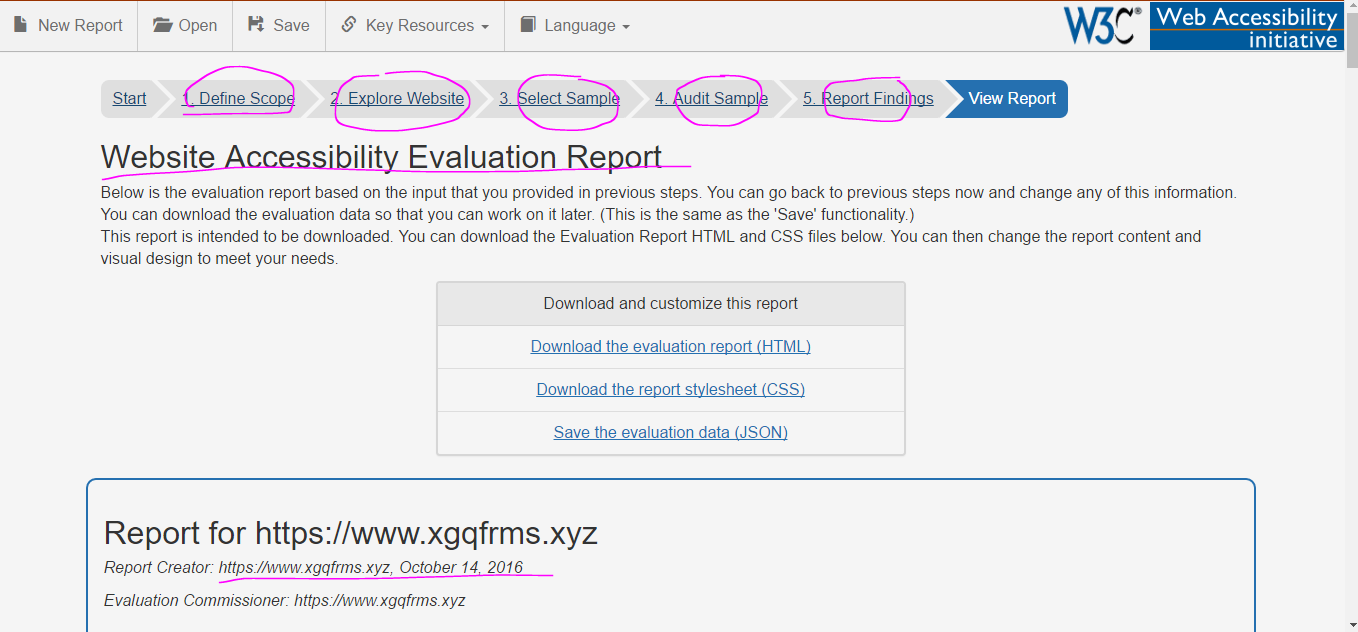 New Report Open Save Key Resources Language
W3C® Web Accessibility
initiative
Start 1. Define Scope 2. Explore Website 3. Select Sample 4. Audit Sample 5. Report Findings View Report
Website Accessibility Evaluation Report
Below is the evaluation report based on the input that you provided in previous steps. You can go back to previous steps now and change any of this information.
You can download the evaluation data so that you can work on it later. (This is the same as the 'Save' functionality.)
This report is intended to be downloaded. You can download the Evaluation Report HTML and CSS files below. You can then change the report content and
visual design to meet your needs.
Download and customize this report
Download the evaluation report (HTML)
Download the report stylesheet (CSS)
Save the evaluation data (JSON)
Report for https://www.xgqfrms.xyz
Report Creator: https://www.xgqfrms.xyz, October 14, 2016
Evaluation Commissioner: https://www.xgqfrms.xyz